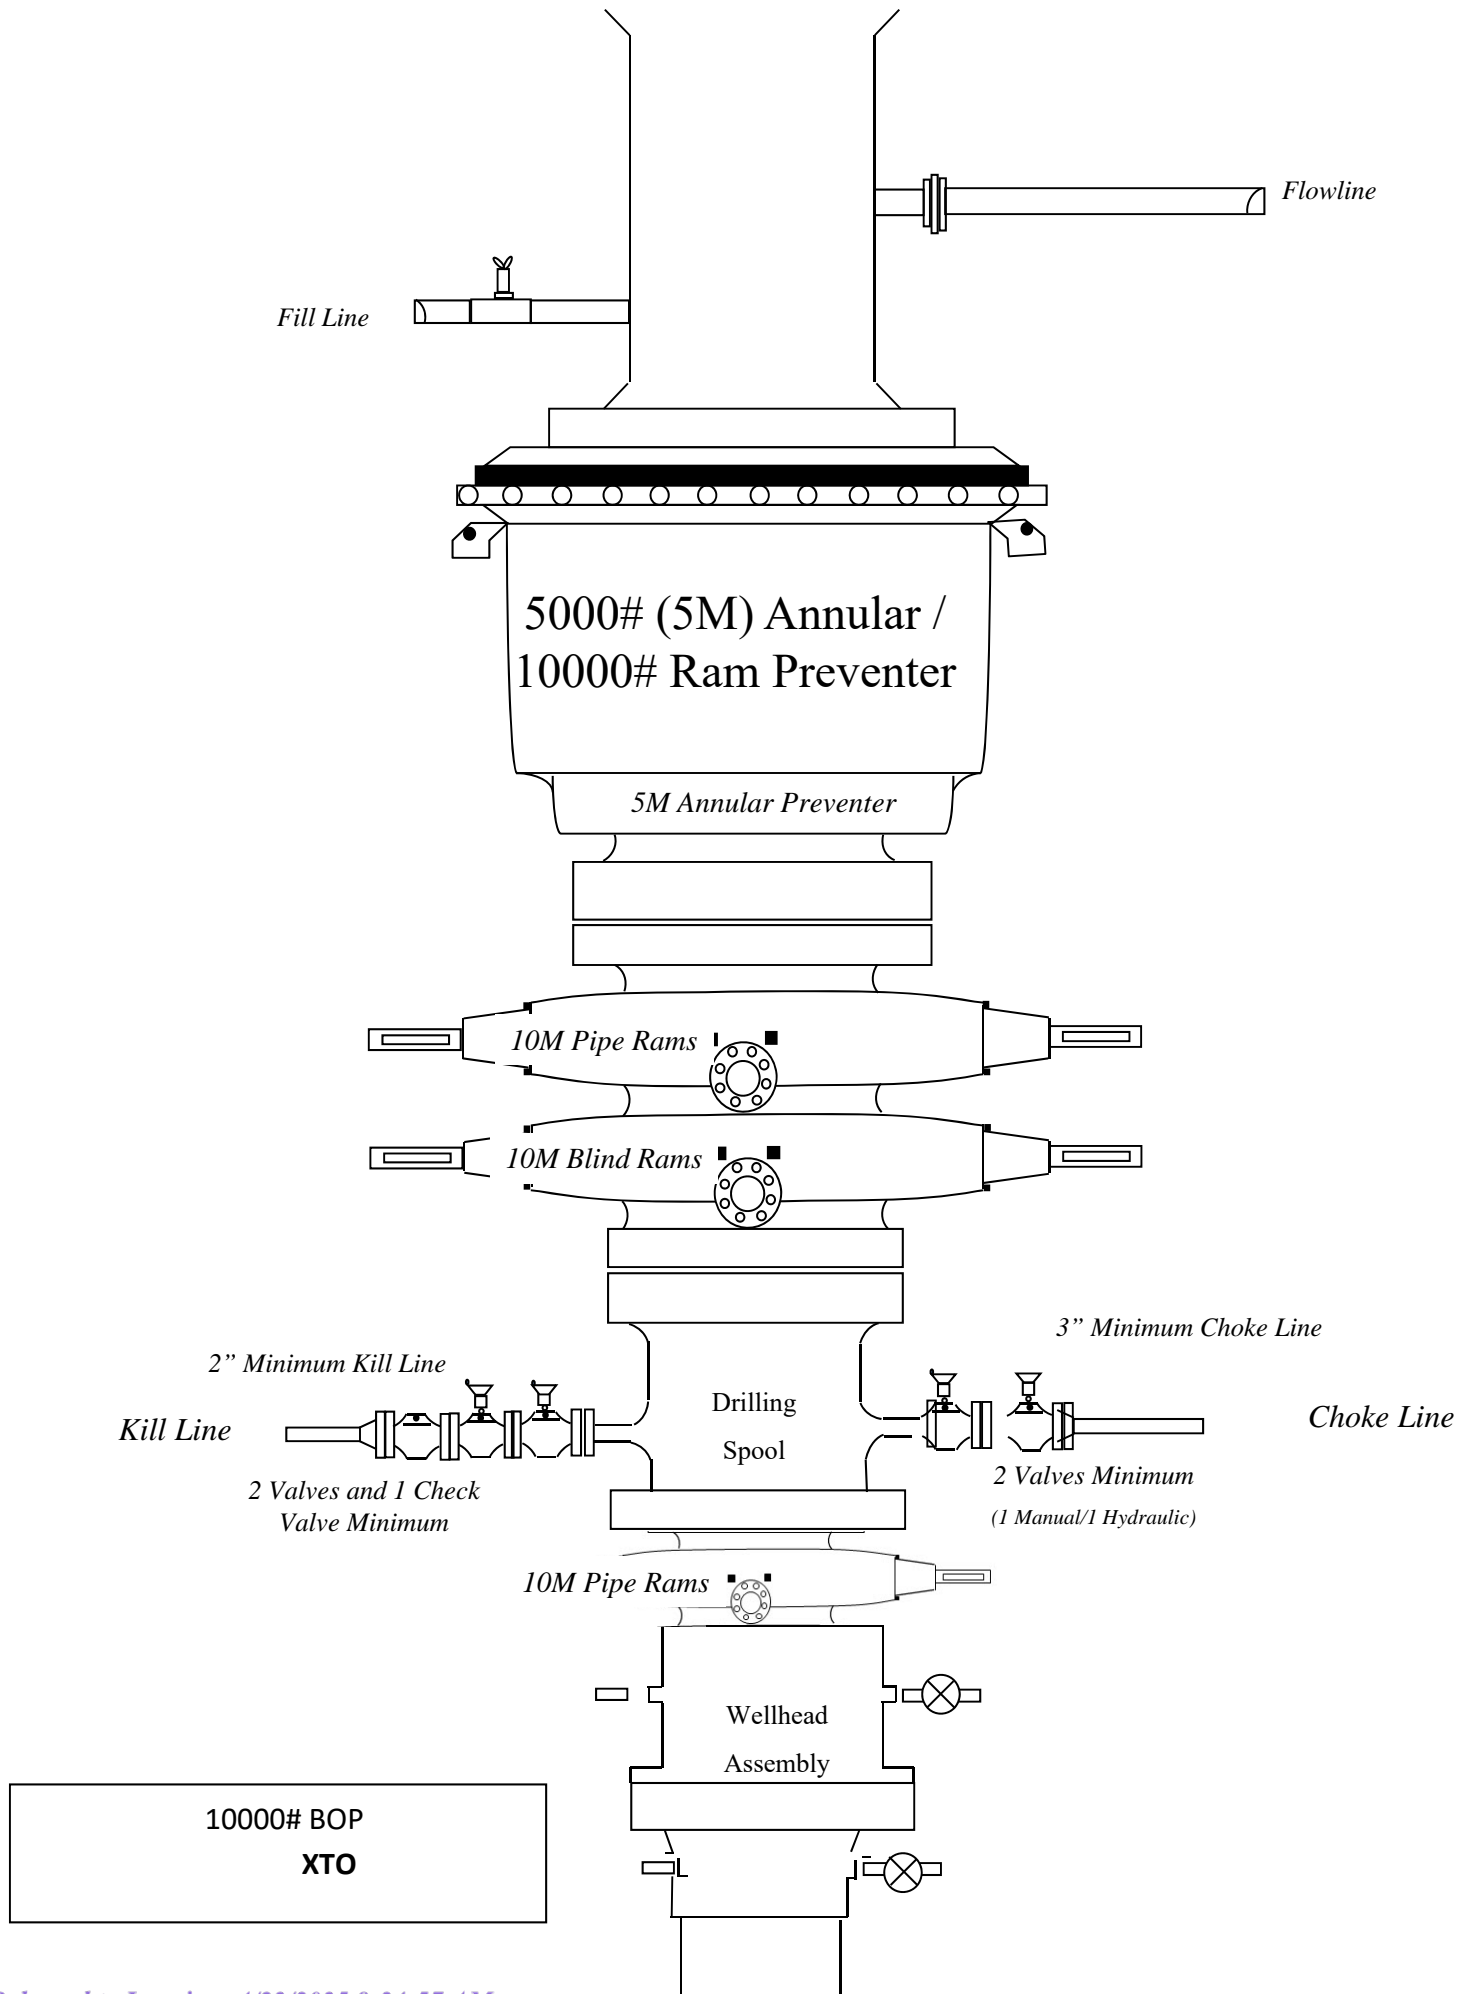 Flowline
Fill Line
5000# (5M) Annular /
10000# Ram Preventer
5M Annular Preventer
10M Pipe Rams
10M Blind Rams
3” Minimum Choke Line
2” Minimum Kill Line
Drilling
Spool
Kill Line
Choke Line
2 Valves and 1 Check
Valve Minimum
2 Valves Minimum
(1 Manual/1 Hydraulic)
10M Pipe Rams
Wellhead
Assembly
10000# BOP
XTO